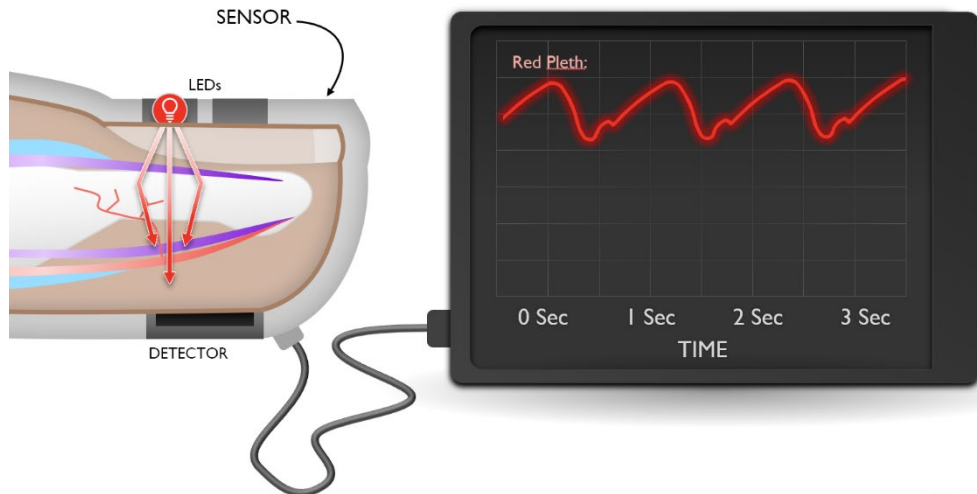 SENSOR
LEDs
DETECTOR
Red Pleth:
0 Sec 1 Sec 2 Sec 3 Sec
TIME